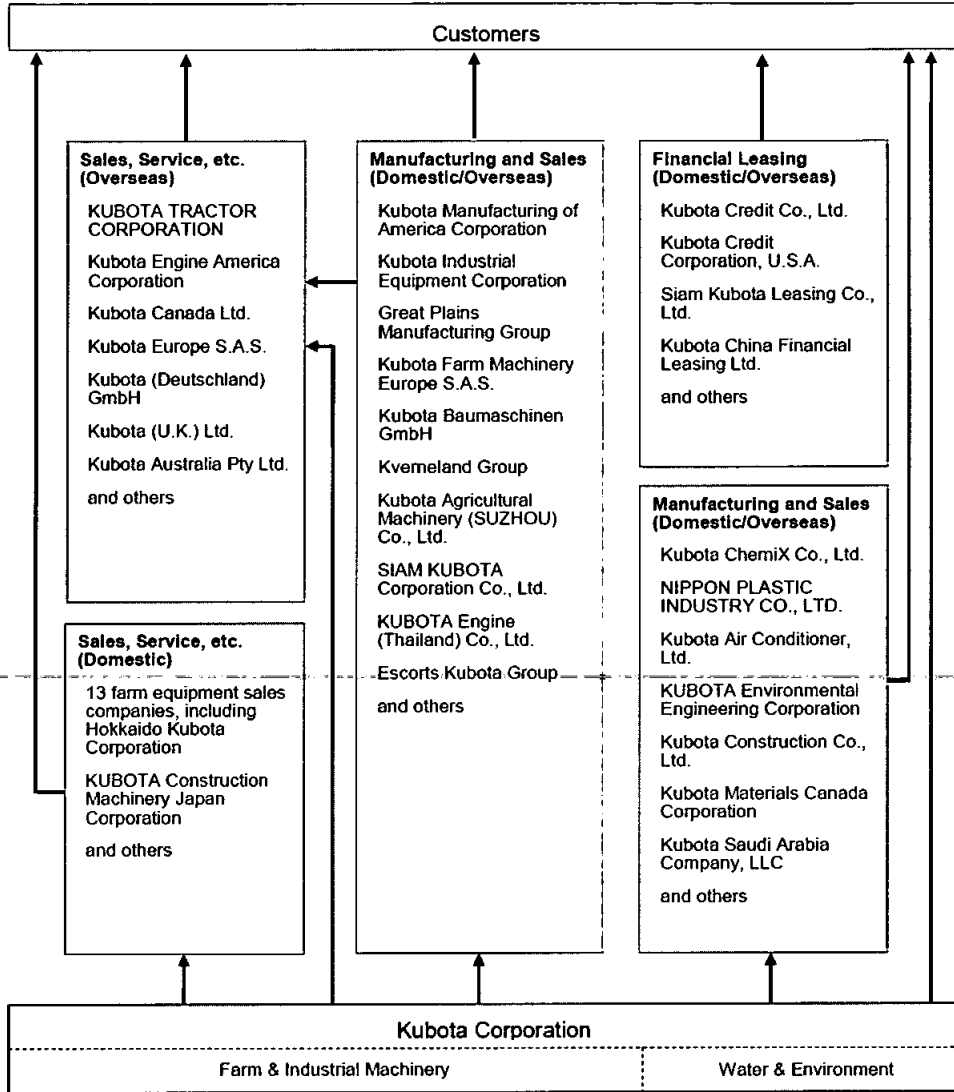 Customers
Sales, Service, etc.
(Overseas)
KUBOTA TRACTOR
CORPORATION
Kubota Engine America
Corporation
Kubota Canada Ltd.
Kubota Europe S.A.S.
Kubota (Deutschland)
GmbH
Kubota (U.K.) Ltd.
Kubota Australia Pty Ltd.
and others
Sales, Service, etc.
(Domestic)
13 farm equipment sales
companies, including
Hokkaido Kubota
Corporation
KUBOTA Construction
Machinery Japan
Corporation
and others
Manufacturing and Sales
(Domestic/Overseas)
Kubota Manufacturing of
America Corporation
Kubota Industrial
Equipment Corporation
Great Plains
Manufacturing Group
Kubota Farm Machinery
Europe S.A.S.
Kubota Baumaschinen
GmbH
Kverneland Group
Kubota Agricultural
Machinery (SUZHOU)
Co., Ltd.
SIAM KUBOTA
Corporation Co., Ltd.
KUBOTA Engine
(Thailand) Co., Ltd.
Escorts Kubota Group
and others
Financial Leasing
(Domestic/Overseas)
Kubota Credit Co., Ltd.
Kubota Credit
Corporation, U.S.A.
Siam Kubota Leasing Co.,
Ltd.
Kubota China Financial
Leasing Ltd.
and others
Manufacturing and Sales
(Domestic/Overseas)
Kubota ChemiX Co., Ltd.
NIPPON PLASTIC
INDUSTRY CO., LTD.
Kubota Air Conditioner,
Ltd.
KUBOTA Environmental
Engineering Corporation
Kubota Construction Co.,
Ltd.
Kubota Materials Canada
Corporation
Kubota Saudi Arabia
Company, LLC
and others
Kubota Corporation
Farm & Industrial Machinery
Water & Environment